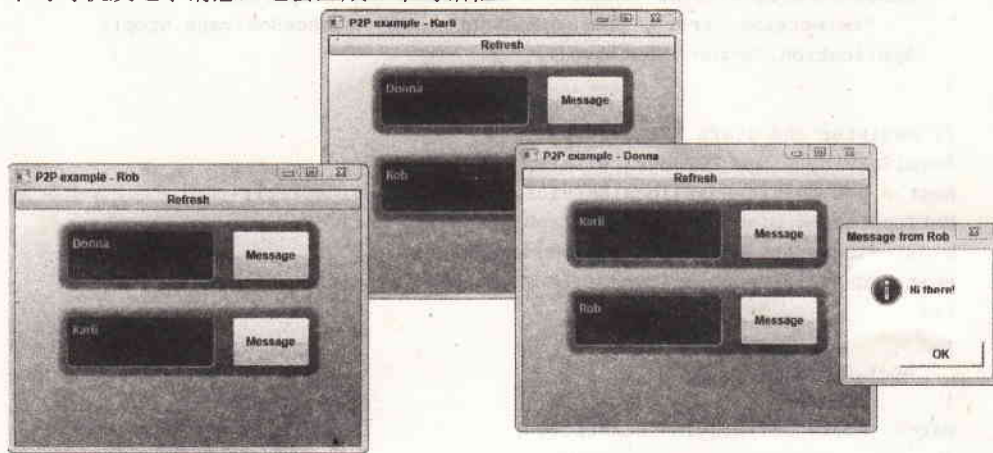 P2P example - Karli
Refresh
Donna
Message
Rob
P2P example - Rob
Refresh
Donna
Message
Karli
Message
P2P example - Donna
Refresh
Karli
Message
Rob
Message
Message from Rob
Hi there!
OK